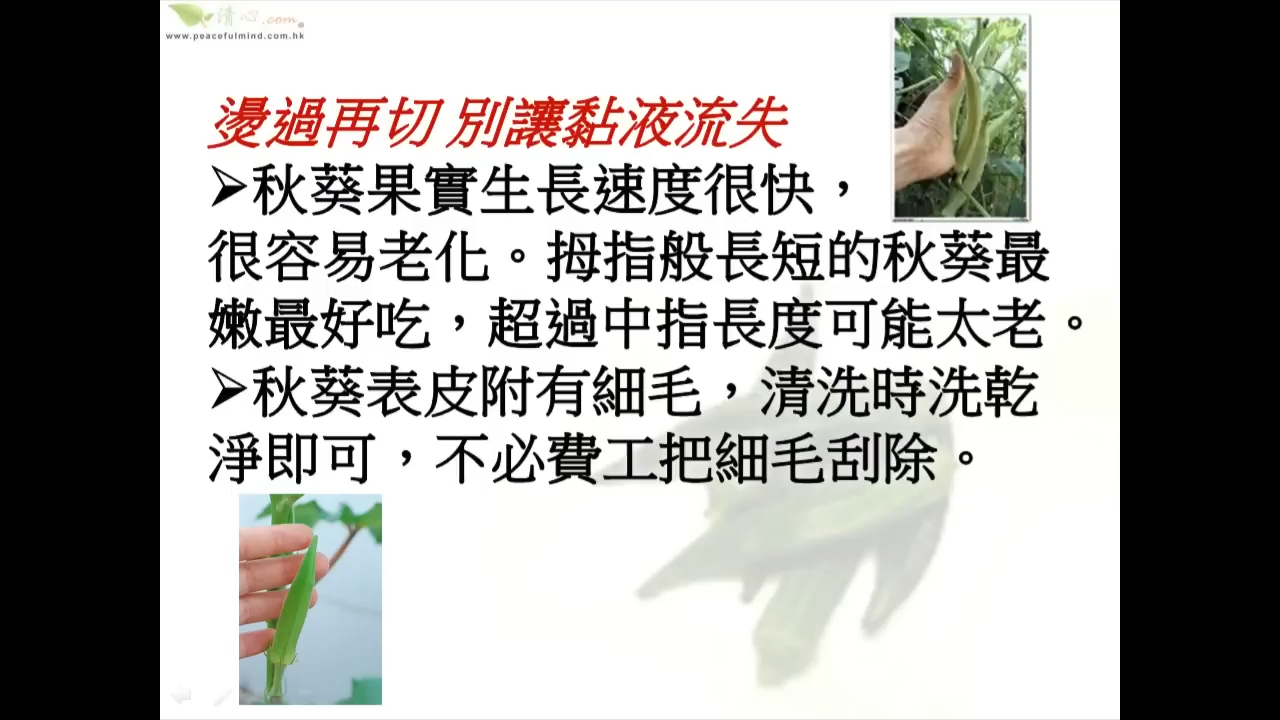 清心.com
www.peacefulmind.com.hk
燙過再切 別讓黏液流失
➢秋葵果實生長速度很快，
很容易老化。拇指般長短的秋葵最
嫩最好吃，超過中指長度可能太老。
➢秋葵表皮附有細毛，清洗時洗乾
淨即可，不必費工把細毛刮除。